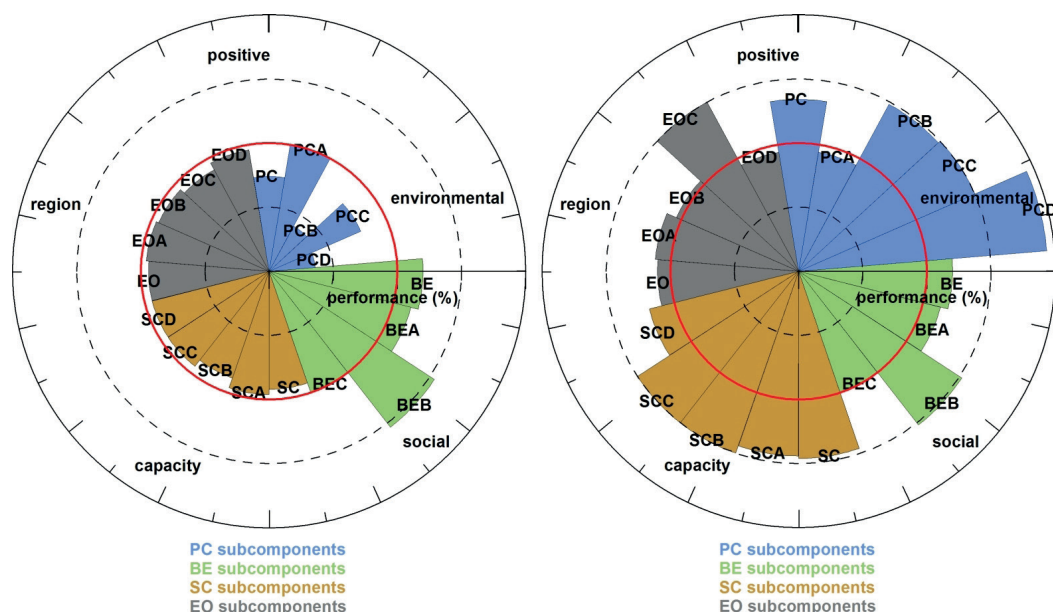 positive
EOD
PCA
EOC
PC
EOB
region
environmental
PCC
EOA
PCB
PCD
EO
BE
performance (%)
SCD
BEA
SCC
SCB
SCA
SC
BEC
BEB
social
capacity
PC subcomponents
BE subcomponents
SC subcomponents
EO subcomponents
positive
EOC
PC
PCB
EOD
PCA
PCC
EOB
environmental
region
PCD
EOA
EO
BE
performance (%)
SCD
BEA
BEC
SCC
BEB
SCB
SCA
SC
social
capacity
PC subcomponents
BE subcomponents
SC subcomponents
EO subcomponents